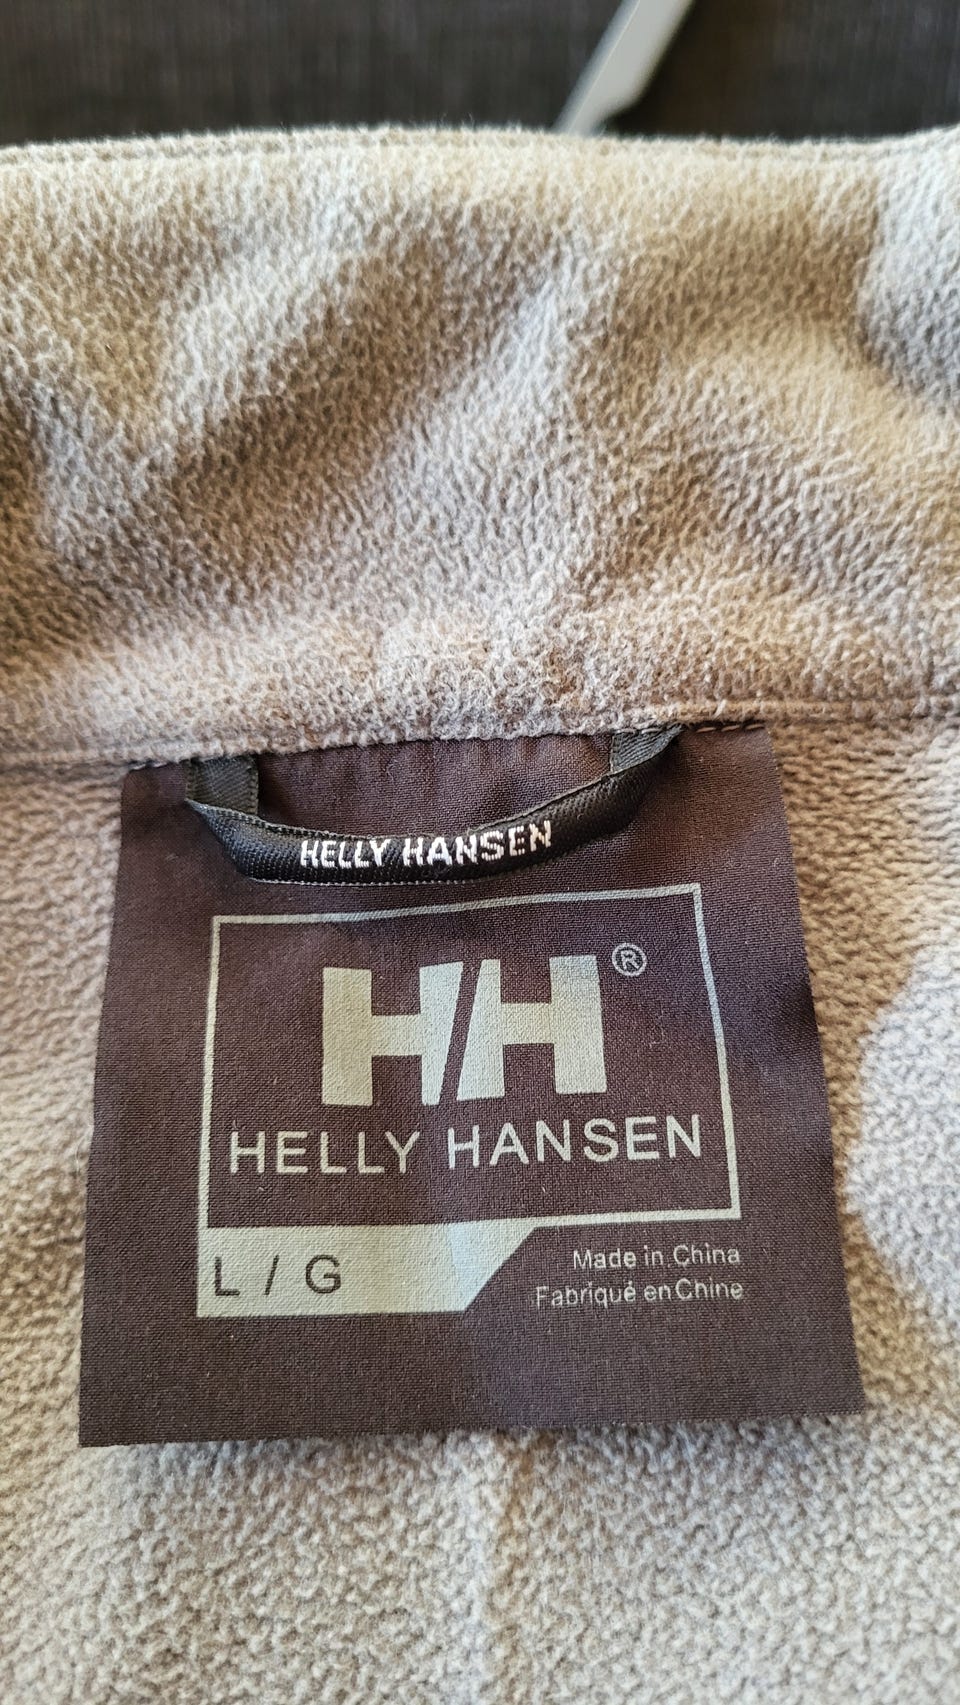 HELLY HANSEN
HH®
HELLY HANSEN
L / G
Made in China
Fabriqué en Chine